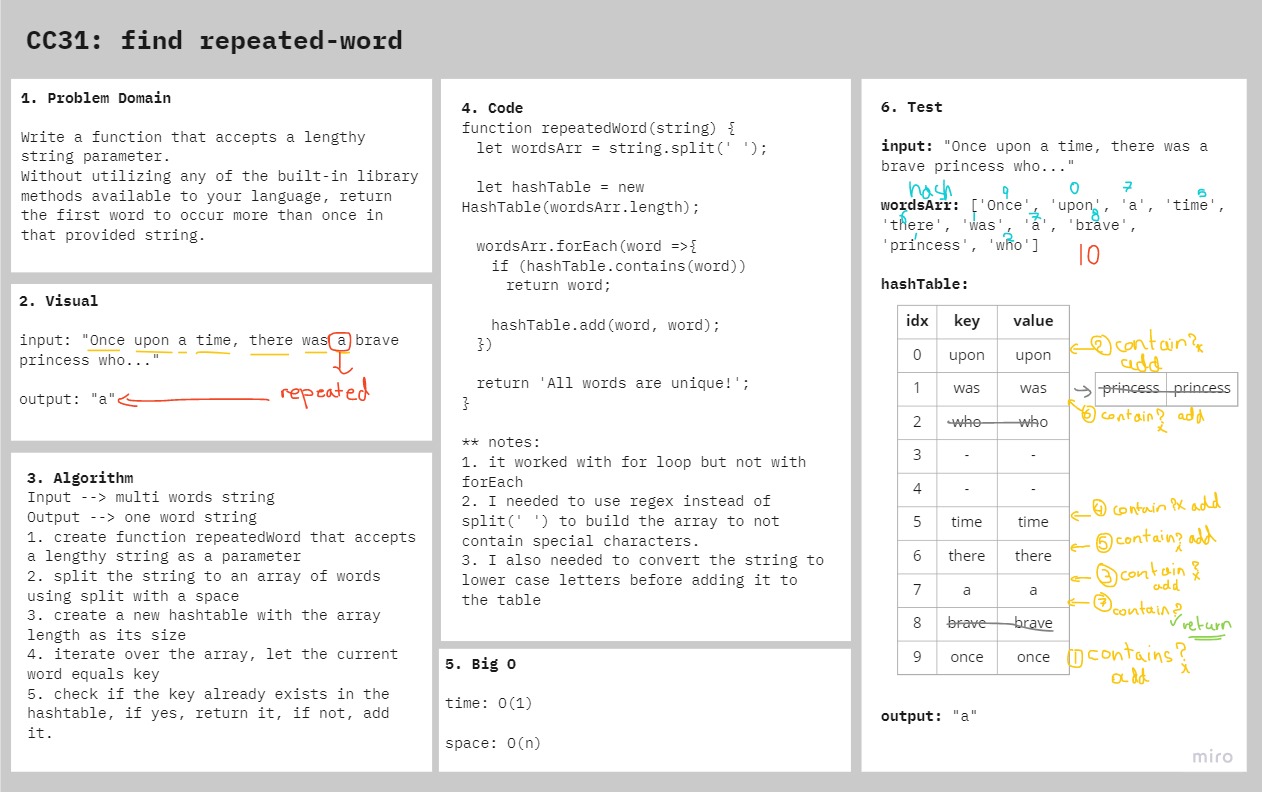 CC31: find repeated-word
1. Problem Domain
Write a function that accepts a lengthy
string parameter.
Without utilizing any of the built-in library
methods available to your language, return
the first word to occur more than once in
that provided string.
2. Visual
input: "Once upon a time, there was a brave
princess who..."
output: "a"
repeated
3. Algorithm
Input --> multi words string
Output --> one word string
1. create function repeatedWord that accepts
a lengthy string as a parameter
2. split the string to an array of words
using split with a space
3. create a new hashtable with the array
length as its size
4. iterate over the array, let the current
word equals key
5. check if the key already exists in the
hashtable, if yes, return it, if not, add
it.
4. Code
function repeatedWord(string) {
let wordsArr = string.split(' ');
let hashTable = new
HashTable(wordsArr.length);
wordsArr.forEach(word =>{
if (hashTable.contains(word))
return word;
hashTable.add(word, word);
})
return 'All words are unique!';
}
** notes:
1. it worked with for loop but not with
forEach
2. I needed to use regex instead of
split(' ') to build the array to not
contain special characters.
3. I also needed to convert the string to
lower case letters before adding it to
the table
5. Big O
time: O(1)
space: O(n)
6. Test
input: "Once upon a time, there was a
brave princess who..."
hash 9 0 7 5
wordsArr: ['Once', 'upon', 'a', 'time',
6 1 7 8
'there', 'was', 'a', 'brave',
1 2
'princess', 'who']
10
hashTable:
idx key value
0 upon upon
② contain? x
add
1 was was
princess princess
⑥ contain? x add
2 who who
3 - -
4 - -
5 time time
④ contain? x add
6 there there
⑤ contain? x add
7 a a
③ contain? x
add
⑦ contain?
✓ return
8 brave brave
9 once once
① contains? x
add
output: "a"
miro